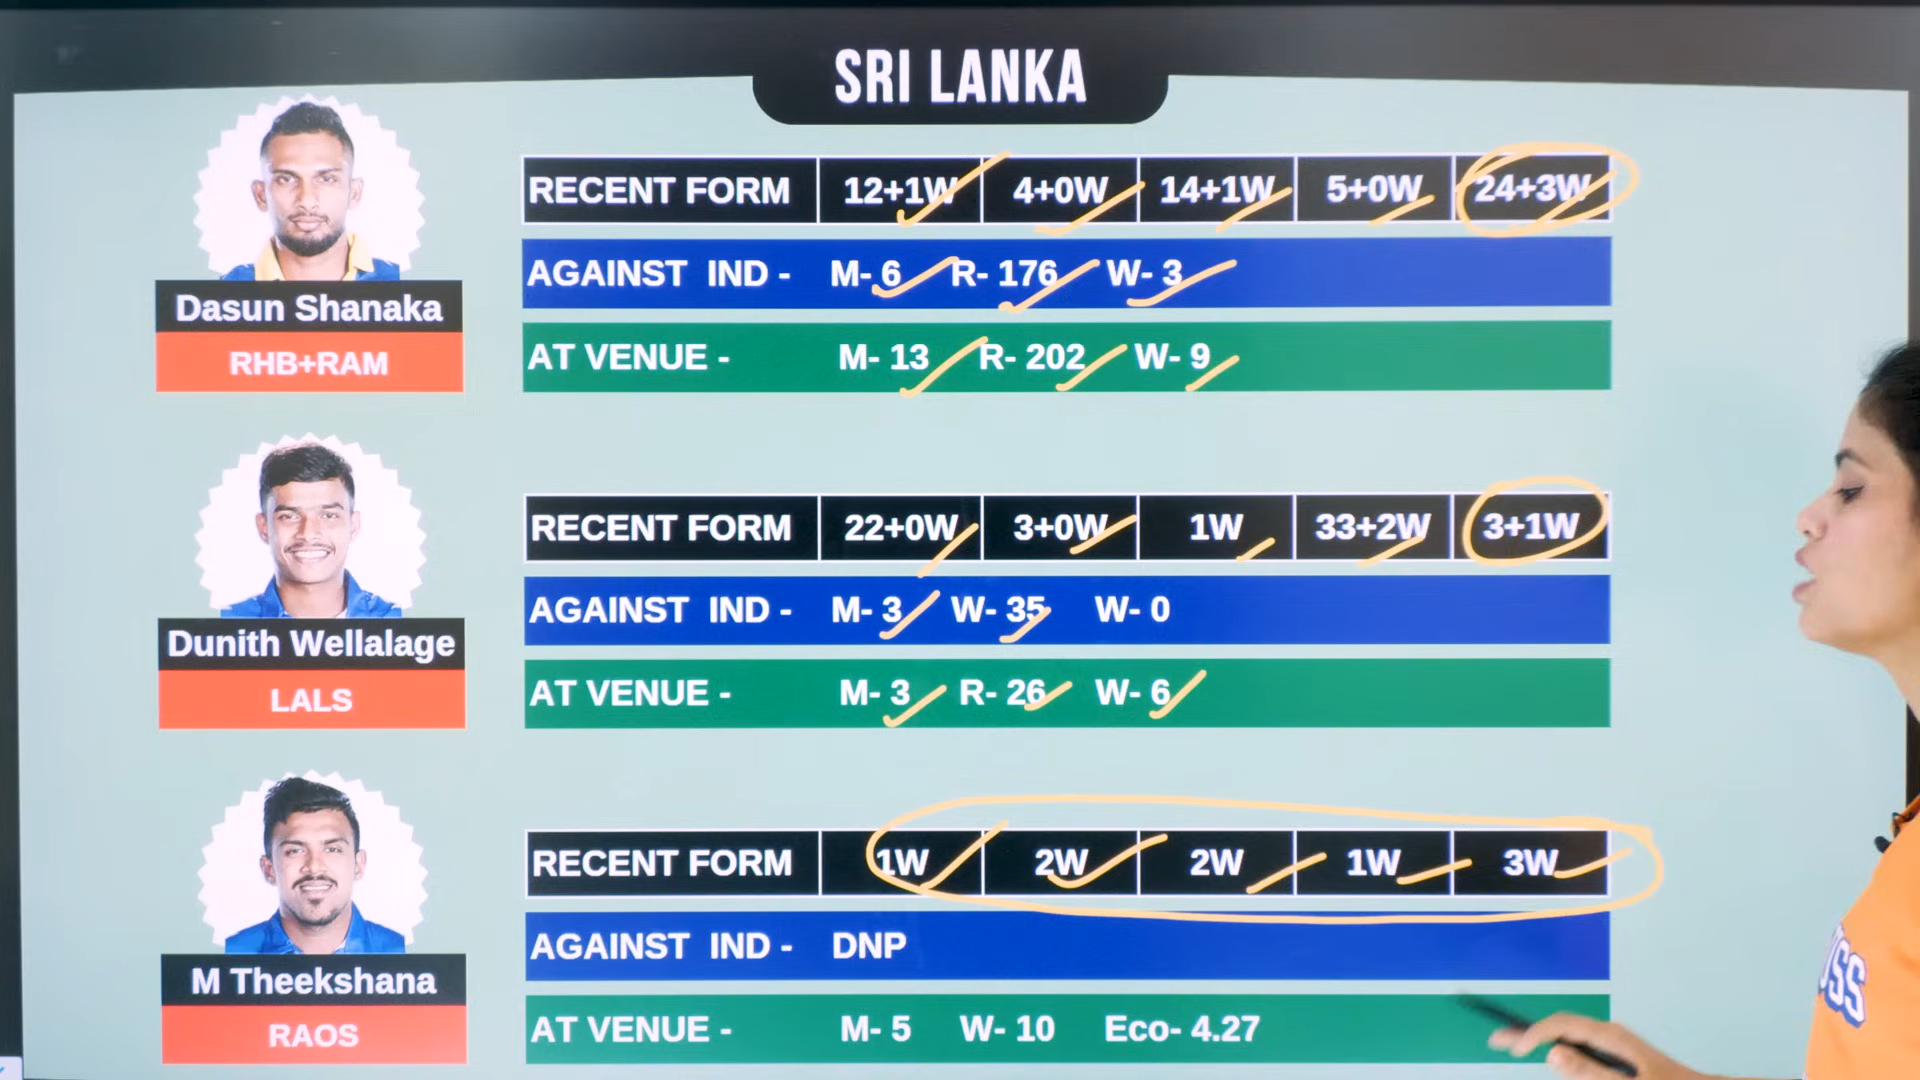 SRI LANKA
RECENT FORM 12+1W 4+0W 14+1W 5+0W 24+3W
AGAINST IND - M- 6 R- 176 W- 3
Dasun Shanaka
RHB+RAM
AT VENUE - M- 13 R- 202 W- 9
RECENT FORM 22+0W 3+0W 1W 33+2W 3+1W
AGAINST IND - M- 3 W- 35 W- 0
Dunith Wellalage
LALS
AT VENUE - M- 3 R- 26 W- 6
RECENT FORM 1W 2W 2W 1W 3W
AGAINST IND - DNP
M Theekshana
RAOS
AT VENUE - M- 5 W- 10 Eco- 4.27